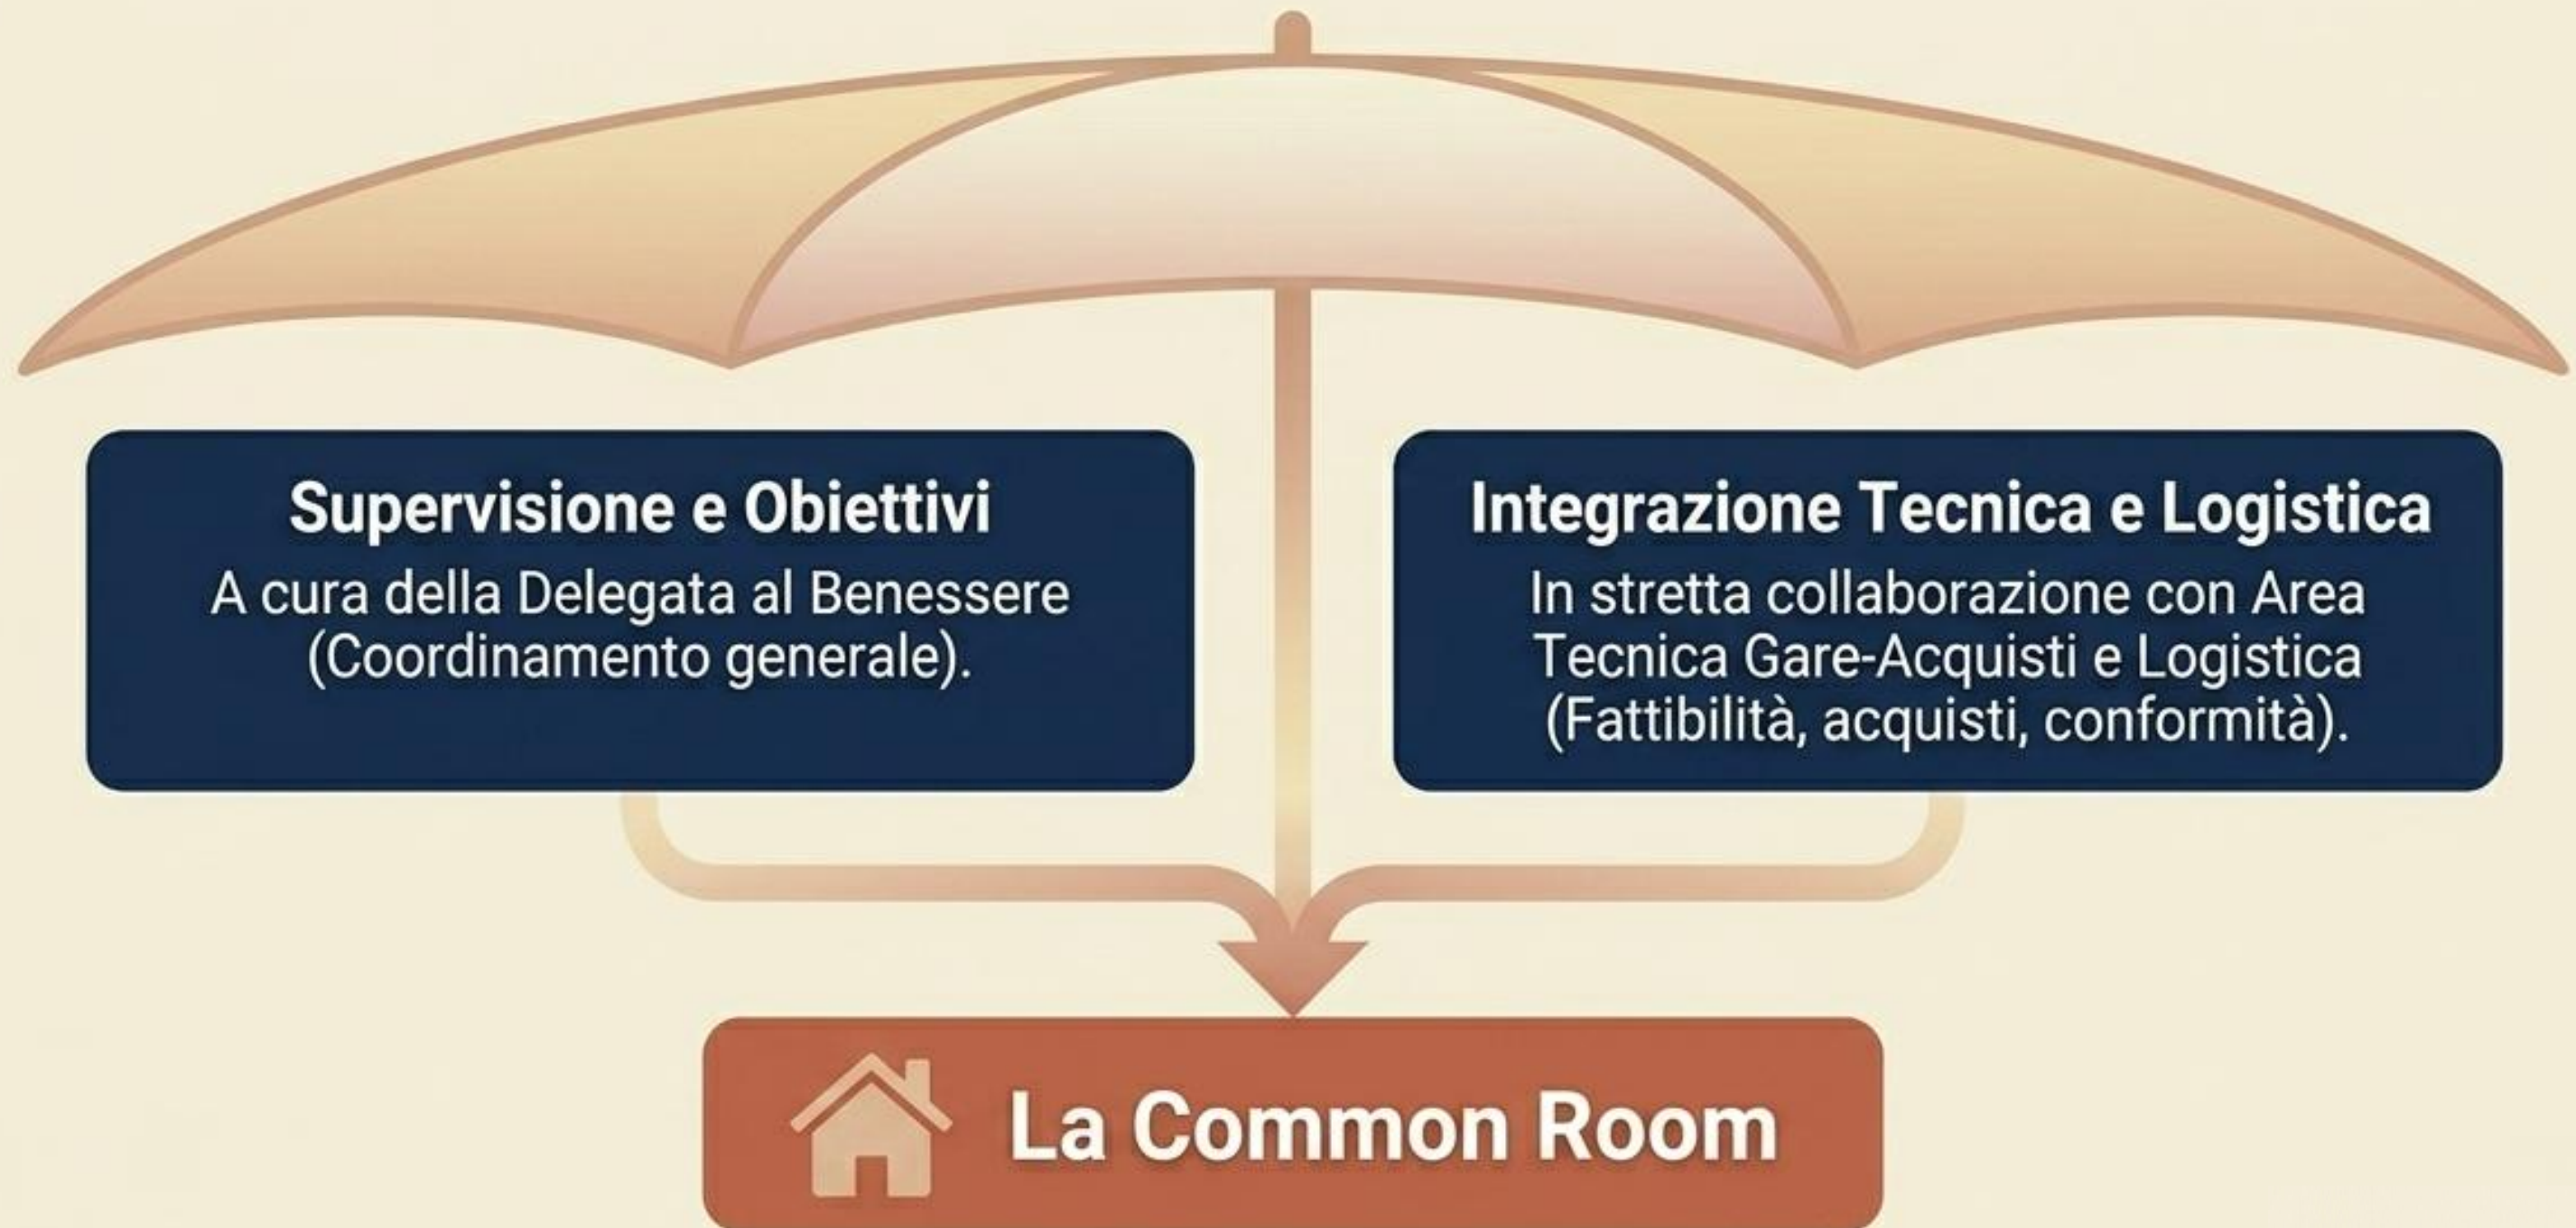 Supervisione e Obiettivi
A cura della Delegata al Benessere
(Coordinamento generale).
Integrazione Tecnica e Logistica
In stretta collaborazione con Area
Tecnica Gare-Acquisti e Logistica
(Fattibilità, acquisti, conformità).
La Common Room